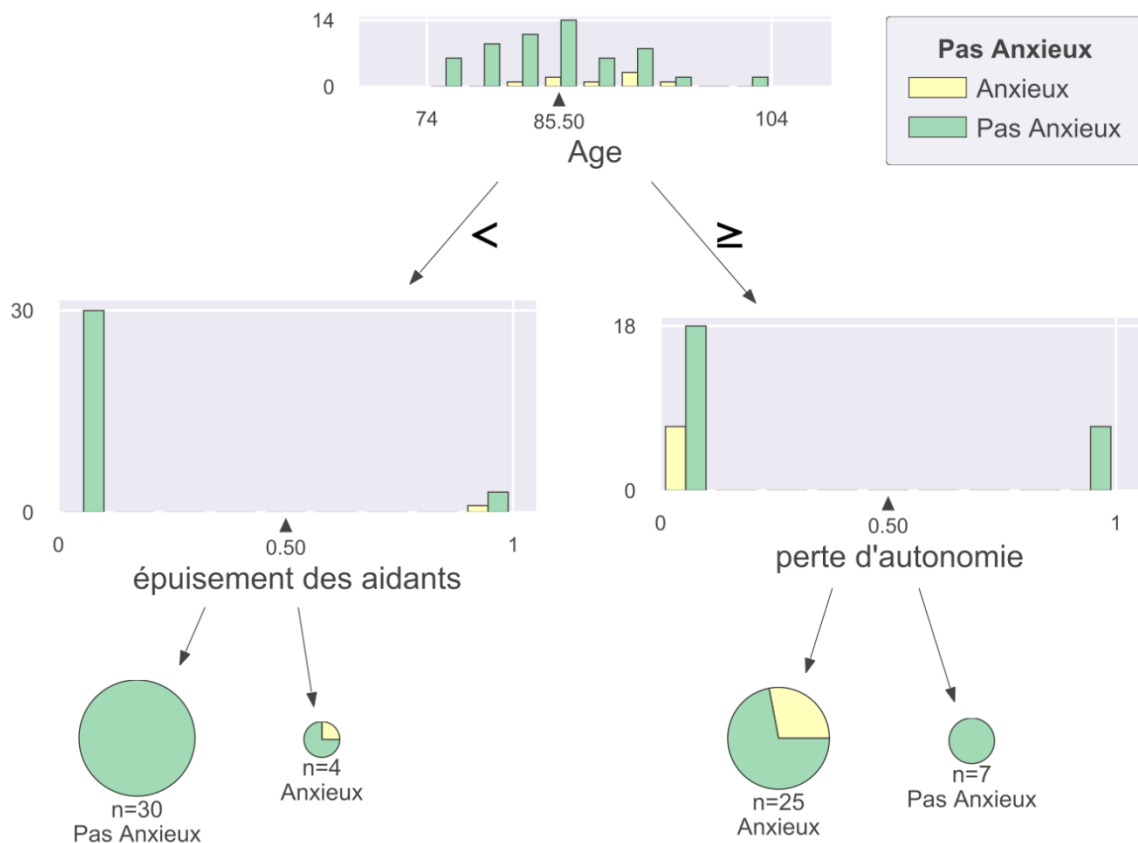 14
0
74
85.50
104
Age
Pas Anxieux
Anxieux
Pas Anxieux
<
≥
30
0
0
0.50
1
épuisement des aidants
18
0
0
0.50
1
perte d'autonomie
n=30
Pas Anxieux
n=4
Anxieux
n=25
Anxieux
n=7
Pas Anxieux